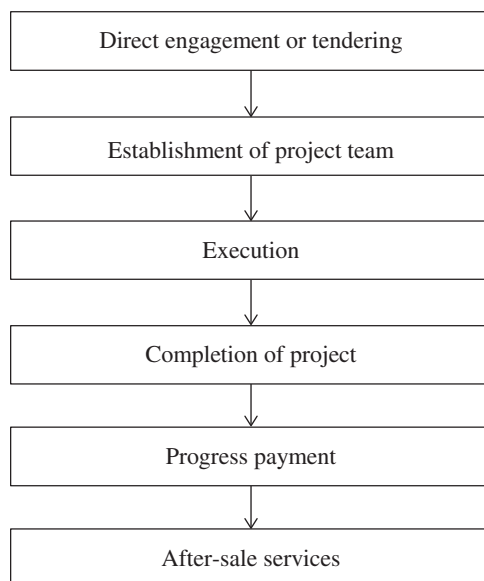 Direct engagement or tendering
Establishment of project team
Execution
Completion of project
Progress payment
After-sale services